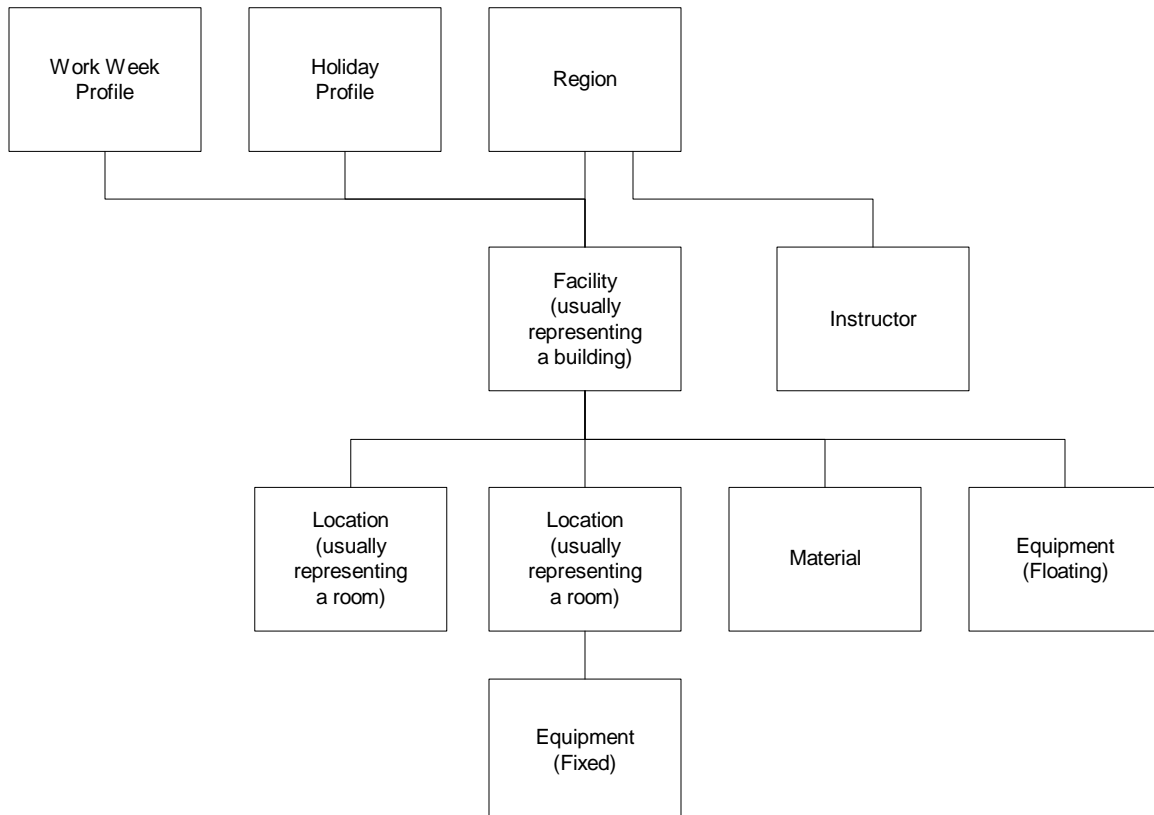 Work Week
Profile
Holiday
Profile
Region
Facility
(usually
representing
a building)
Instructor
Location
(usually
representing
a room)
Location
(usually
representing
a room)
Material
Equipment
(Floating)
Equipment
(Fixed)